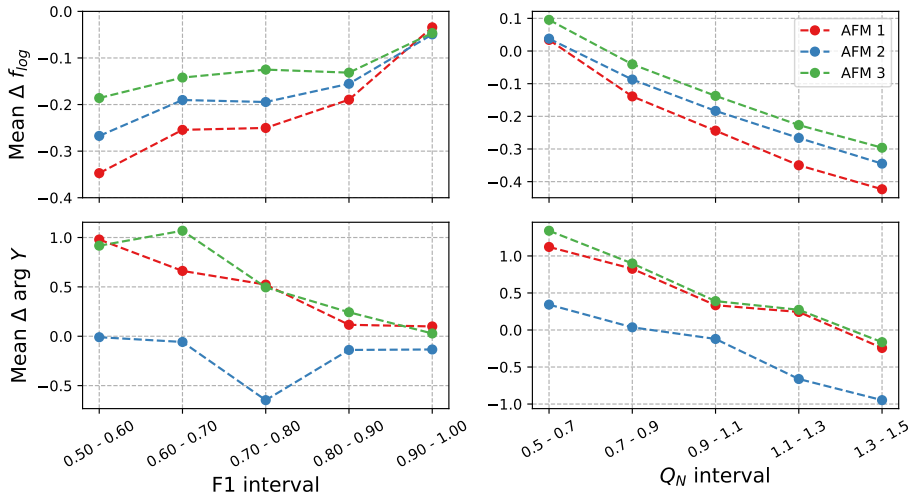 Mean Δ f_log
0.0
−0.1
−0.2
−0.3
−0.4
0.1
0.0
−0.1
−0.2
−0.3
−0.4
AFM 1
AFM 2
AFM 3
Mean Δ arg Y
1.0
0.5
0.0
−0.5
1.0
0.5
0.0
−0.5
−1.0
0.50 - 0.60
0.60 - 0.70
0.70 - 0.80
0.80 - 0.90
0.90 - 1.00
F1 interval
0.5 - 0.7
0.7 - 0.9
0.9 - 1.1
1.1 - 1.3
1.3 - 1.5
Q_N interval